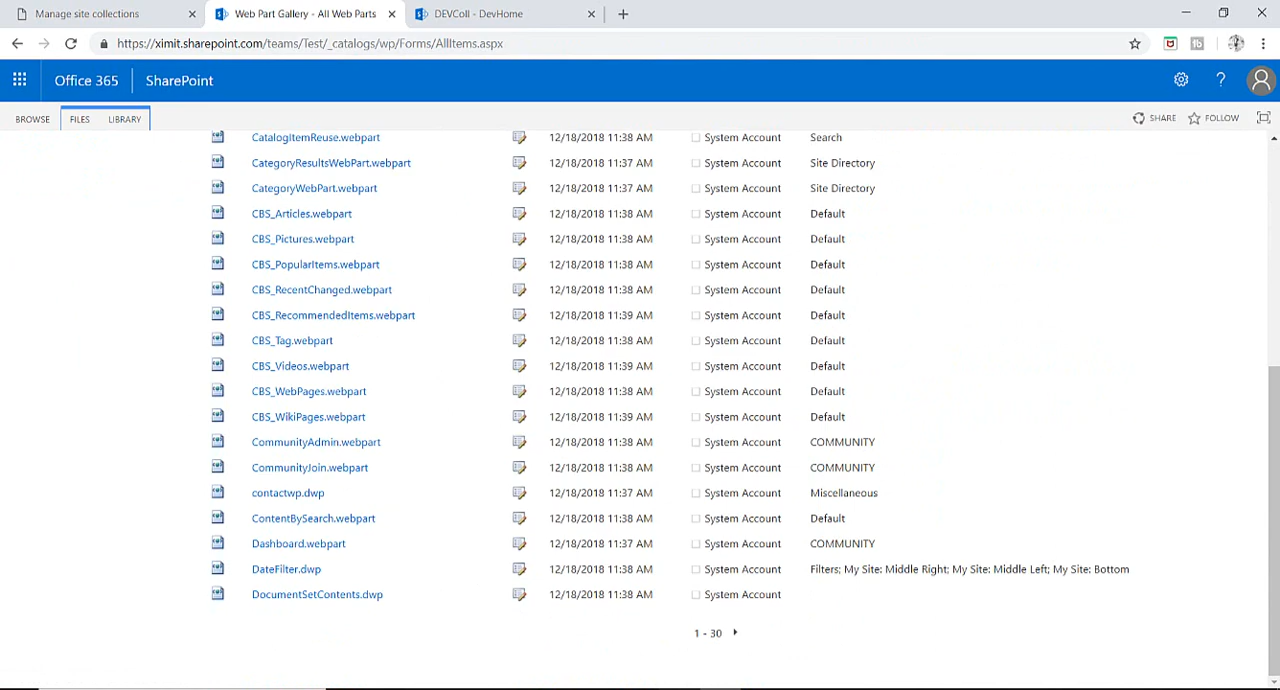 Manage site collections
Web Part Gallery - All Web Parts
DEVColl - DevHome
https://ximit.sharepoint.com/teams/Test/_catalogs/wp/Forms/AllItems.aspx
Office 365 SharePoint ?
BROWSE FILES LIBRARY SHARE FOLLOW
CatalogItemReuse.webpart 12/18/2018 11:38 AM System Account Search
CategoryResultsWebPart.webpart 12/18/2018 11:37 AM System Account Site Directory
CategoryWebPart.webpart 12/18/2018 11:37 AM System Account Site Directory
CBS_Articles.webpart 12/18/2018 11:38 AM System Account Default
CBS_Pictures.webpart 12/18/2018 11:38 AM System Account Default
CBS_PopularItems.webpart 12/18/2018 11:38 AM System Account Default
CBS_RecentChanged.webpart 12/18/2018 11:38 AM System Account Default
CBS_RecommendedItems.webpart 12/18/2018 11:39 AM System Account Default
CBS_Tag.webpart 12/18/2018 11:38 AM System Account Default
CBS_Videos.webpart 12/18/2018 11:39 AM System Account Default
CBS_WebPages.webpart 12/18/2018 11:38 AM System Account Default
CBS_WikiPages.webpart 12/18/2018 11:39 AM System Account Default
CommunityAdmin.webpart 12/18/2018 11:38 AM System Account COMMUNITY
CommunityJoin.webpart 12/18/2018 11:38 AM System Account COMMUNITY
contactwp.dwp 12/18/2018 11:37 AM System Account Miscellaneous
ContentBySearch.webpart 12/18/2018 11:38 AM System Account Default
Dashboard.webpart 12/18/2018 11:37 AM System Account COMMUNITY
DateFilter.dwp 12/18/2018 11:38 AM System Account Filters; My Site: Middle Right; My Site: Middle Left; My Site: Bottom
DocumentSetContents.dwp 12/18/2018 11:38 AM System Account
1 - 30